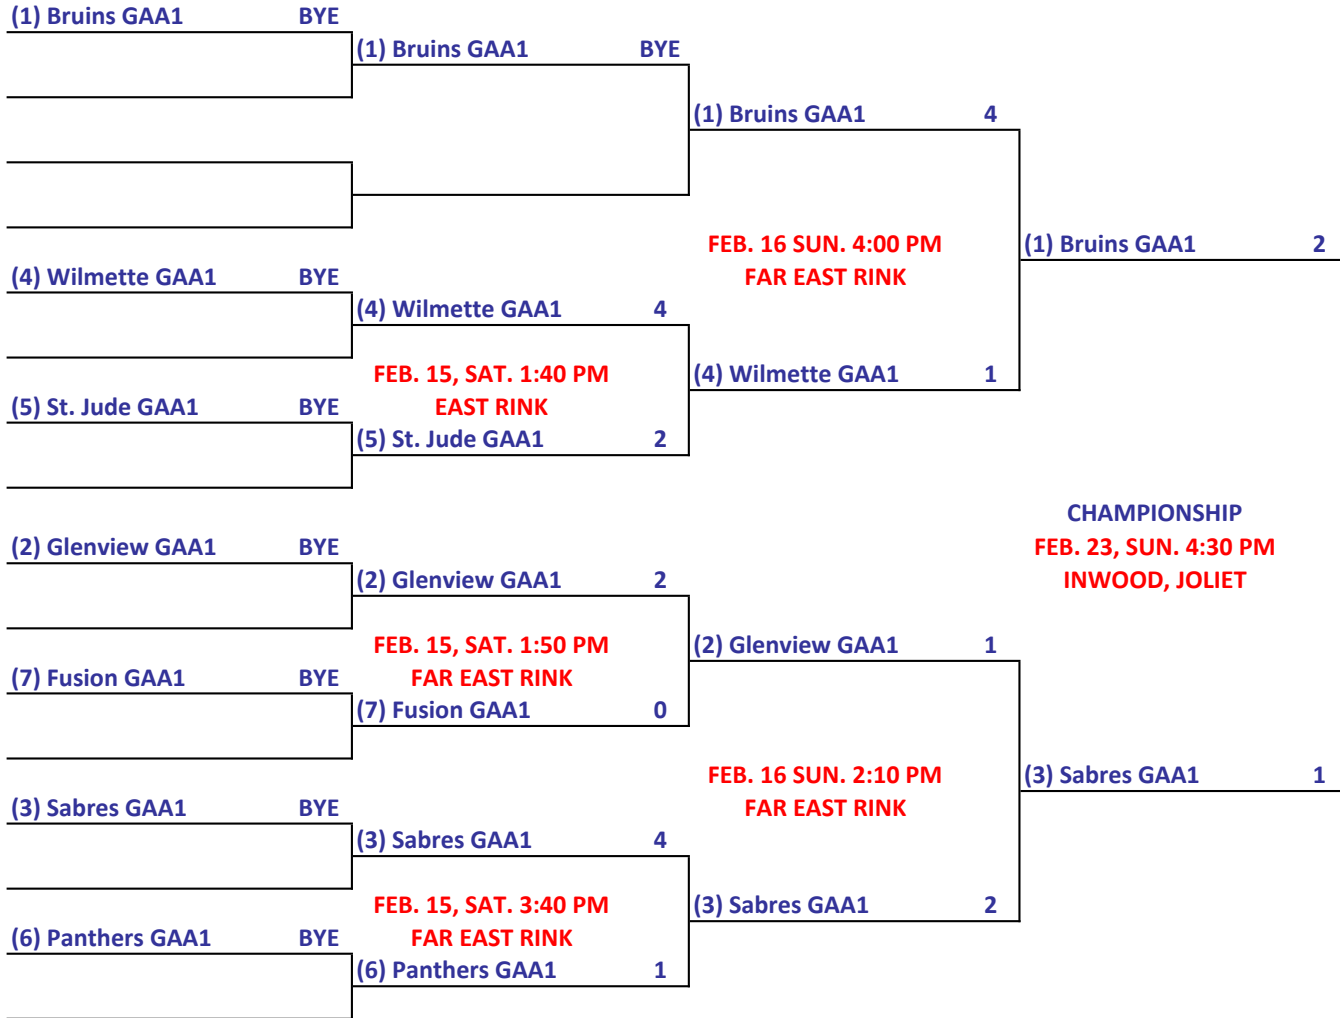 (1) Bruins GAA1 BYE
(1) Bruins GAA1 BYE
(1) Bruins GAA1 4
FEB. 16 SUN. 4:00 PM
FAR EAST RINK
(1) Bruins GAA1 2
(4) Wilmette GAA1 BYE
(4) Wilmette GAA1 4
FEB. 15, SAT. 1:40 PM
EAST RINK
(4) Wilmette GAA1 1
(5) St. Jude GAA1 BYE
(5) St. Jude GAA1 2
CHAMPIONSHIP
FEB. 23, SUN. 4:30 PM
INWOOD, JOLIET
(2) Glenview GAA1 BYE
(2) Glenview GAA1 2
FEB. 15, SAT. 1:50 PM
FAR EAST RINK
(2) Glenview GAA1 1
(7) Fusion GAA1 BYE
(7) Fusion GAA1 0
FEB. 16 SUN. 2:10 PM
FAR EAST RINK
(3) Sabres GAA1 1
(3) Sabres GAA1 BYE
(3) Sabres GAA1 4
FEB. 15, SAT. 3:40 PM
FAR EAST RINK
(3) Sabres GAA1 2
(6) Panthers GAA1 BYE
(6) Panthers GAA1 1